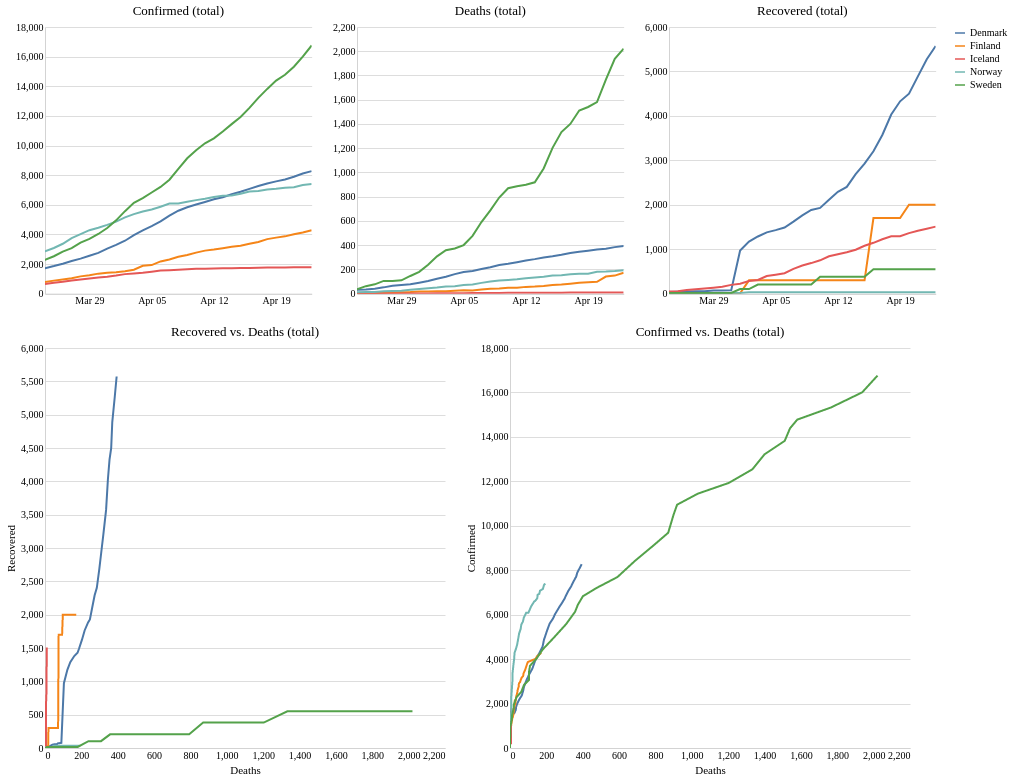 Confirmed (total)
18,000
16,000
14,000
12,000
10,000
8,000
6,000
4,000
2,000
0
Mar 29 Apr 05 Apr 12 Apr 19
Deaths (total)
2,200
2,000
1,800
1,600
1,400
1,200
1,000
800
600
400
200
0
Mar 29 Apr 05 Apr 12 Apr 19
Recovered (total)
6,000
5,000
4,000
3,000
2,000
1,000
0
Mar 29 Apr 05 Apr 12 Apr 19
Denmark
Finland
Iceland
Norway
Sweden
Recovered vs. Deaths (total)
Recovered
6,000
5,500
5,000
4,500
4,000
3,500
3,000
2,500
2,000
1,500
1,000
500
0
0 200 400 600 800 1,000 1,200 1,400 1,600 1,800 2,000 2,200
Deaths
Confirmed vs. Deaths (total)
Confirmed
18,000
16,000
14,000
12,000
10,000
8,000
6,000
4,000
2,000
0
0 200 400 600 800 1,000 1,200 1,400 1,600 1,800 2,000 2,200
Deaths